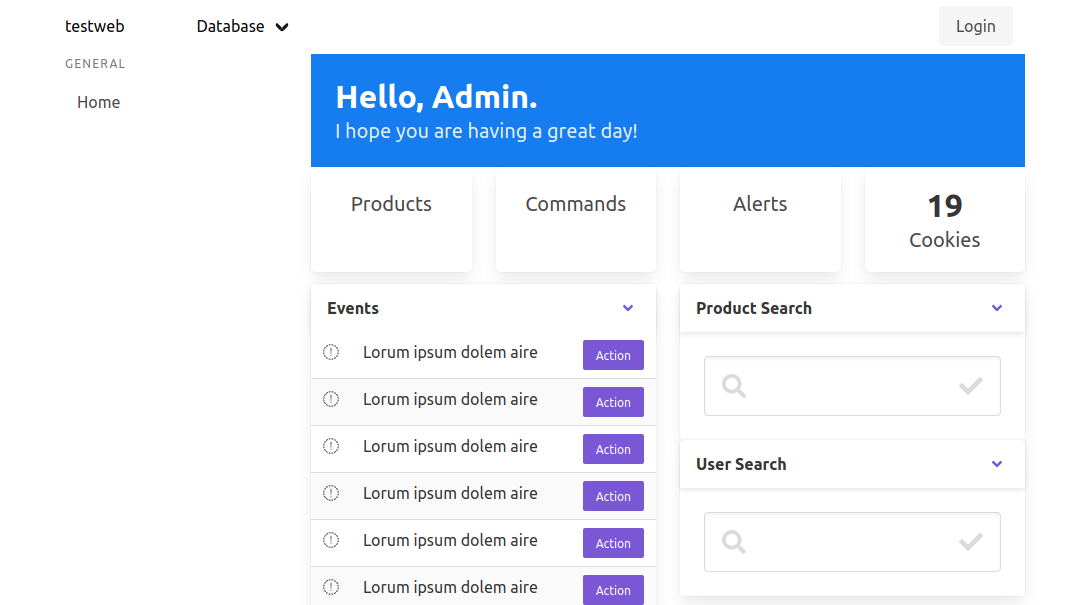 testweb
Database
Login
GENERAL
Home
Hello, Admin.
I hope you are having a great day!
Products
Commands
Alerts
19
Cookies
Events
Lorum ipsum dolem aire Action
Lorum ipsum dolem aire Action
Lorum ipsum dolem aire Action
Lorum ipsum dolem aire Action
Lorum ipsum dolem aire Action
Lorum ipsum dolem aire Action
Product Search
User Search